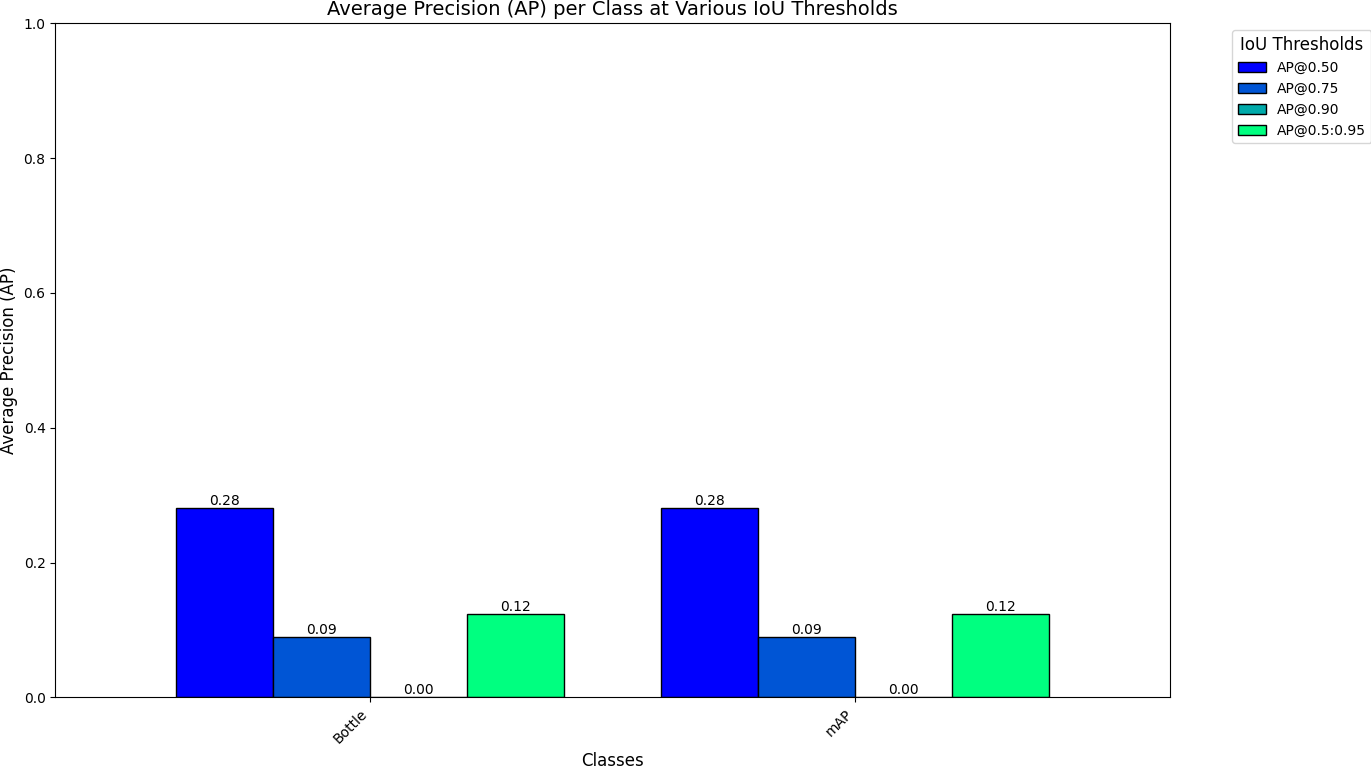 Average Precision (AP) per Class at Various IoU Thresholds
Average Precision (AP)
1.0
0.8
0.6
0.4
0.2
0.0
0.28
0.09
0.00
0.12
0.28
0.09
0.00
0.12
Bottle
mAP
Classes
IoU Thresholds
AP@0.50
AP@0.75
AP@0.90
AP@0.5:0.95